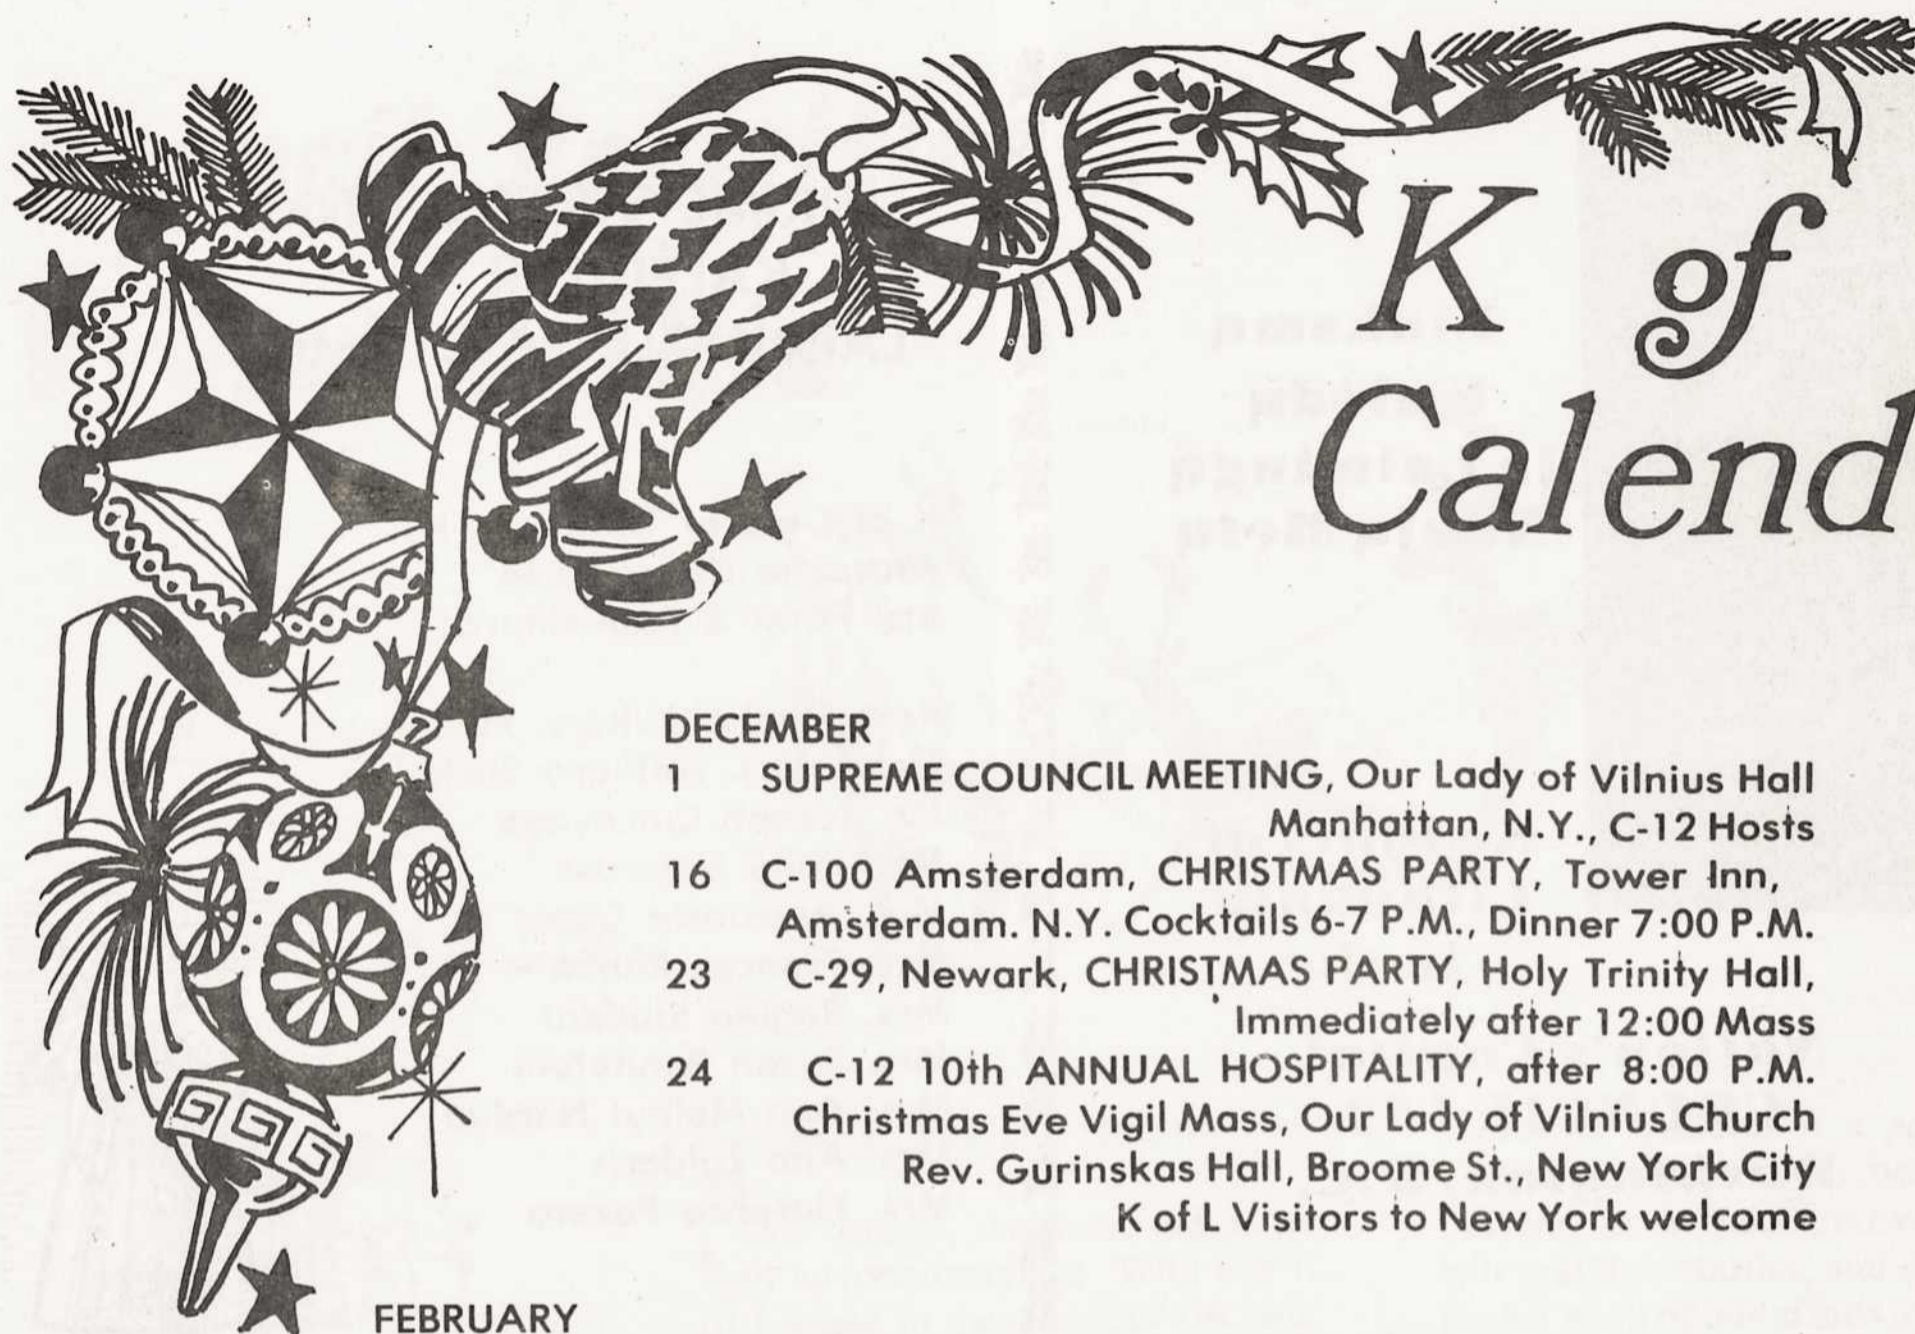 K of
Calend
DECEMBER
1 SUPREME COUNCIL MEETING, Our Lady of Vilnius Hall
Manhattan, N.Y., C-12 Hosts
16 C-100 Amsterdam, CHRISTMAS PARTY, Tower Inn,
Amsterdam. N.Y. Cocktails 6-7 P.M., Dinner 7:00 P.M.
23 C-29, Newark, CHRISTMAS PARTY, Holy Trinity Hall,
Immediately after 12:00 Mass
24 C-12 10th ANNUAL HOSPITALITY, after 8:00 P.M.
Christmas Eve Vigil Mass, Our Lady of Vilnius Church
Rev. Gurinskas Hall, Broome St., New York City
K of L Visitors to New York welcome
FEBRUARY